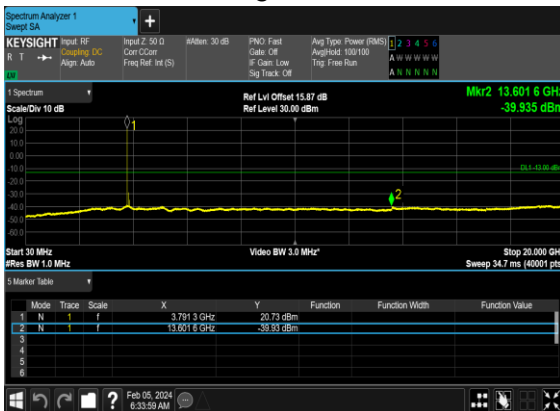 Spectrum Analyzer 1
Swept SA
KEYSIGHT Input: RF Input Z: 50 Ω #Atten: 30 dB PNO: Fast Avg Type: Power (RMS) 1 2 3 4 5 6
R T Coupling: DC Corr CCorr Gate: Off Avg|Hold: 100/100 A W W W W W
Align: Auto Freq Ref: Int (S) IF Gain: Low Trig: Free Run
LV Sig Track: Off A N N N N N
1 Spectrum Ref Lvl Offset 15.87 dB Mkr2 13.601 6 GHz
Scale/Div 10 dB Ref Level 30.00 dBm -39.935 dBm
Log
20.0 1
10.0
0.00
-10.0 DL1 -13.00 dBm
-20.0
-30.0
-40.0 2
-50.0
-60.0
Start 30 MHz Video BW 3.0 MHz* Stop 20.000 GH
#Res BW 1.0 MHz Sweep 34.7 ms (40001 pts
5 Marker Table
Mode Trace Scale X Y Function Function Width Function Value
1 N 1 f 3.791 3 GHz 20.73 dBm
2 N 1 f 13.601 6 GHz -39.93 dBm
3
4
5
6
? Feb 05, 2024
6:33:59 AM